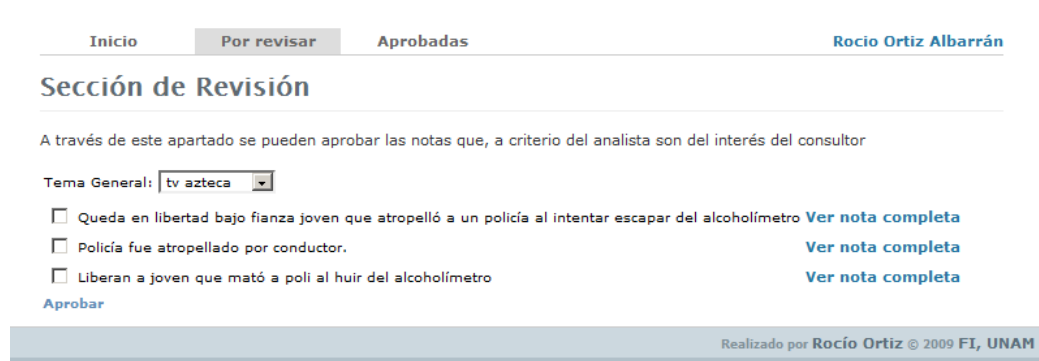 Inicio Por revisar Aprobadas Rocio Ortiz Albarrán
Sección de Revisión
A través de este apartado se pueden aprobar las notas que, a criterio del analista son del interés del consultor
Tema General: tv azteca
Queda en libertad bajo fianza joven que atropelló a un policía al intentar escapar del alcoholímetro Ver nota completa
Policía fue atropellado por conductor. Ver nota completa
Liberan a joven que mató a poli al huir del alcoholímetro Ver nota completa
Aprobar
Realizado por Rocío Ortiz © 2009 FI, UNAM